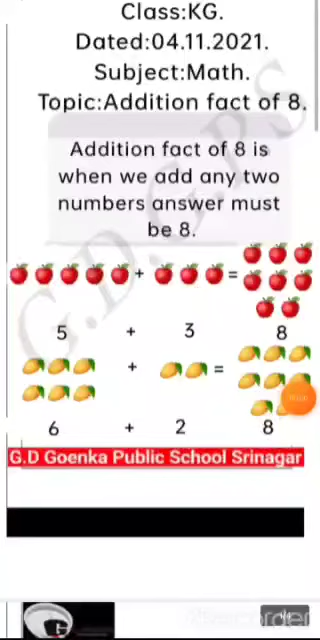 Class:KG.
Dated:04.11.2021.
Subject:Math.
Topic:Addition fact of 8.
Addition fact of 8 is
when we add any two
numbers answer must
be 8.
+ =
5 + 3 8
+ =
6 + 2 8
G.D Goenka Public School Srinagar
G.D.G.P.S